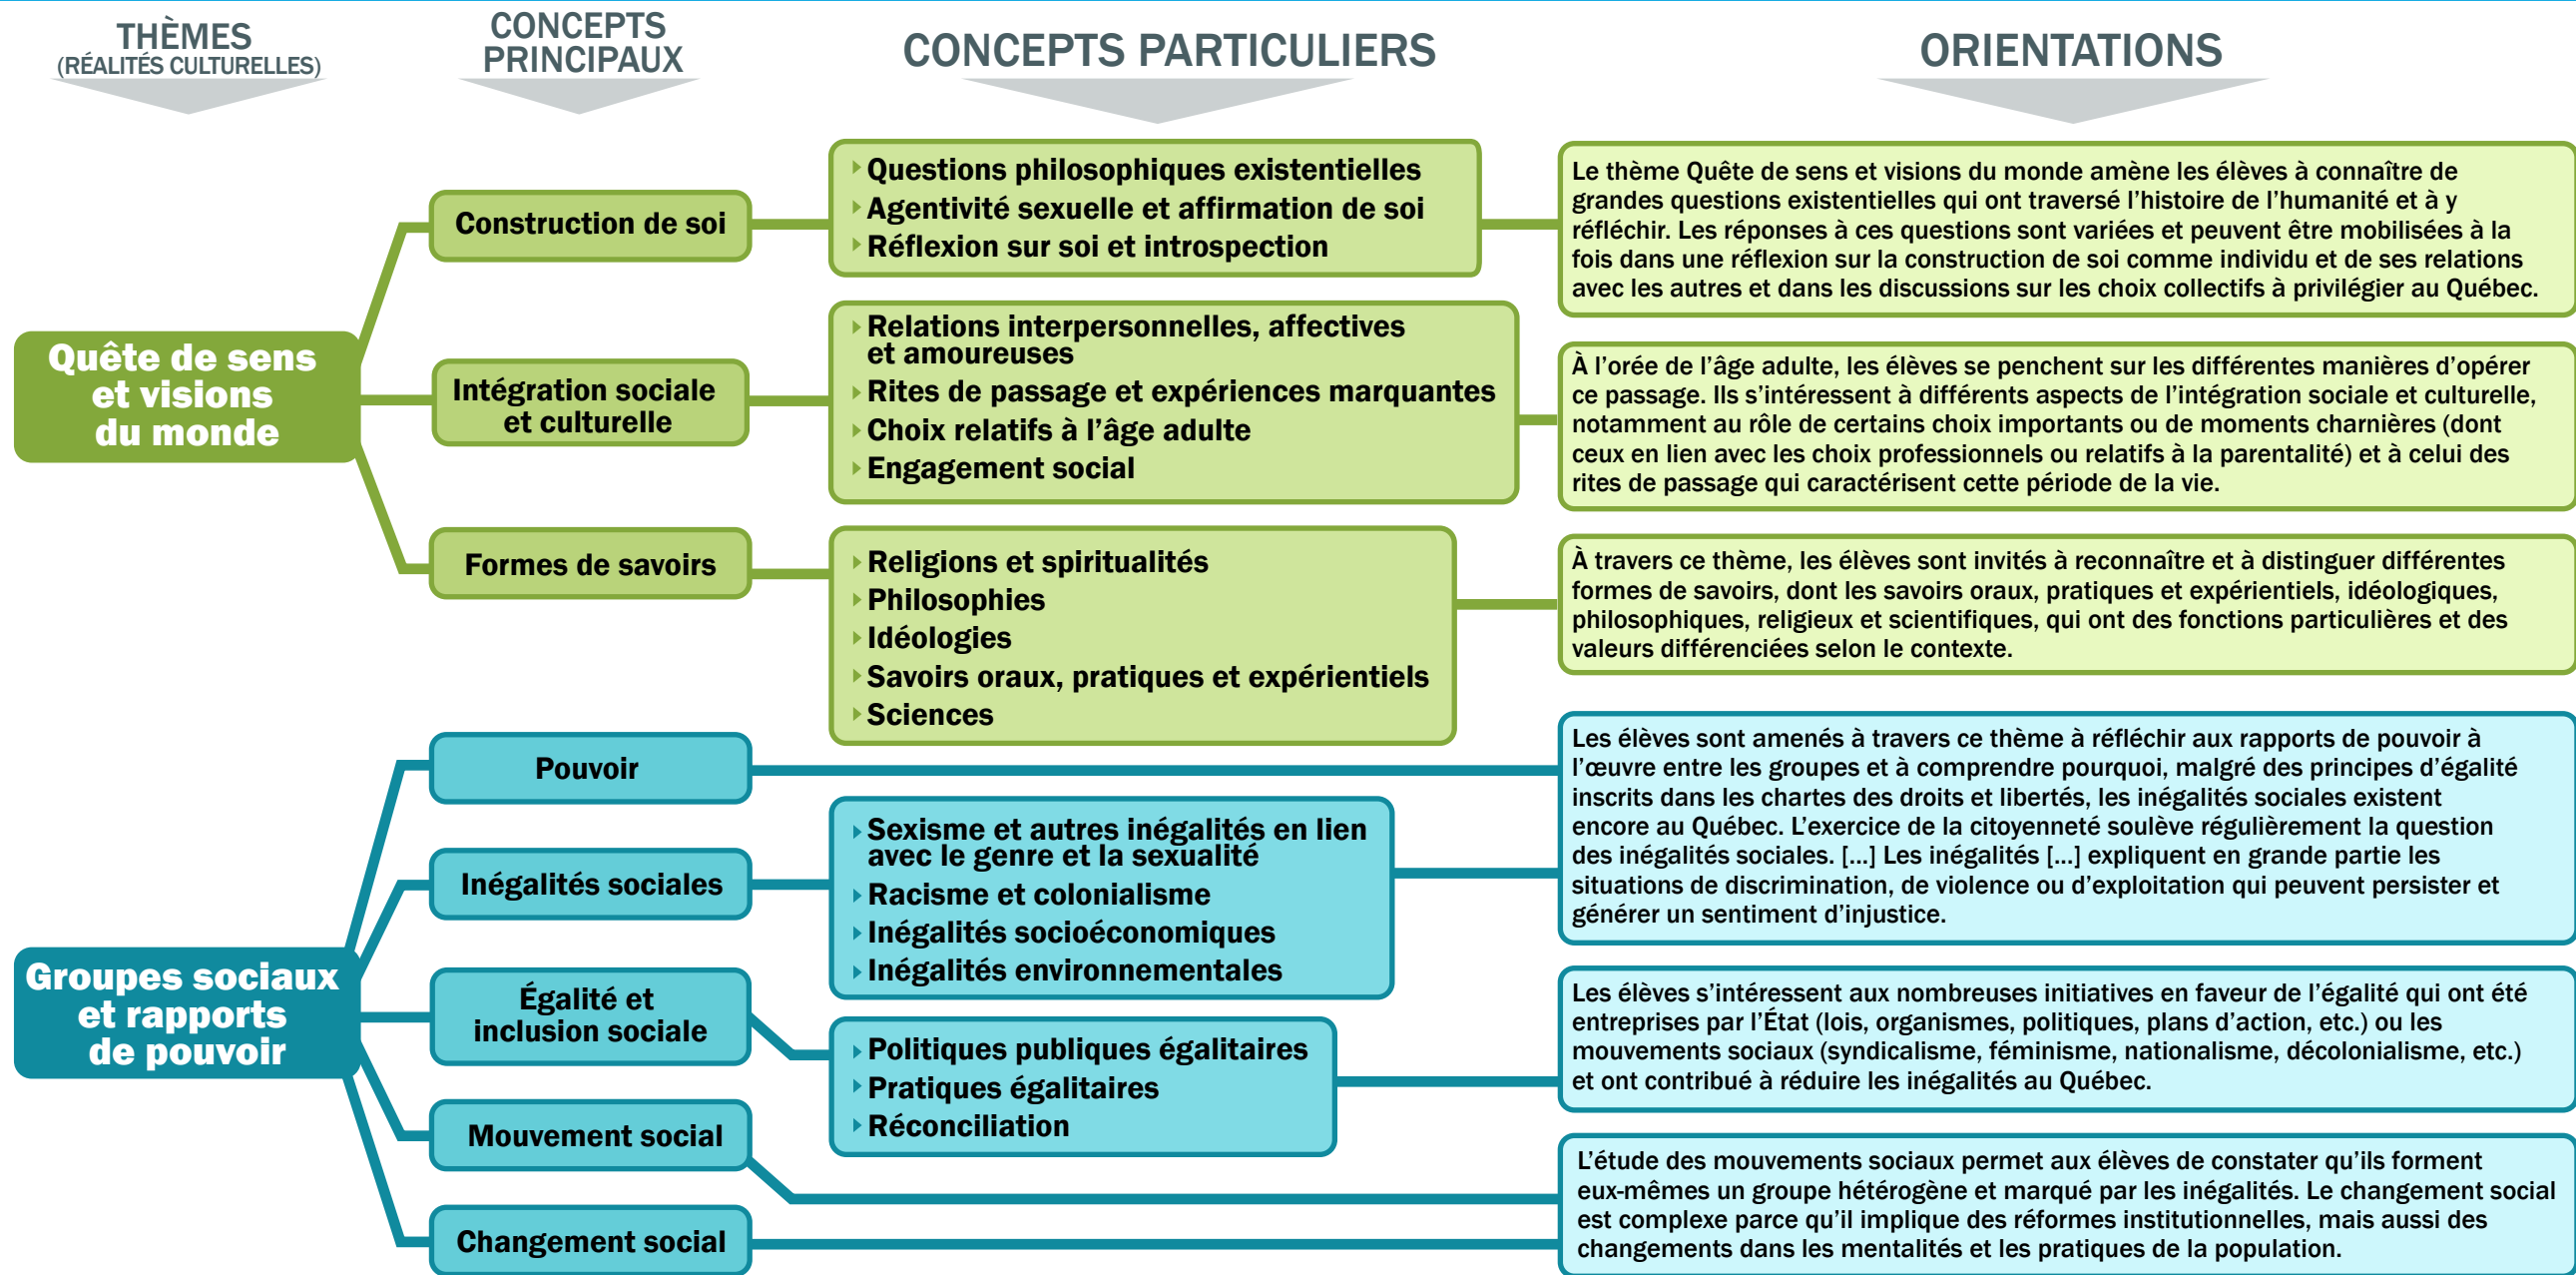 THÈMES
(RÉALITÉS CULTURELLES)
CONCEPTS
PRINCIPAUX
CONCEPTS PARTICULIERS
ORIENTATIONS
Quête de sens
et visions
du monde
Construction de soi
Questions philosophiques existentielles
Agentivité sexuelle et affirmation de soi
Réflexion sur soi et introspection
Le thème Quête de sens et visions du monde amène les élèves à connaître de
grandes questions existentielles qui ont traversé l’histoire de l’humanité et à y
réfléchir. Les réponses à ces questions sont variées et peuvent être mobilisées à la
fois dans une réflexion sur la construction de soi comme individu et de ses relations
avec les autres et dans les discussions sur les choix collectifs à privilégier au Québec.
Intégration sociale
et culturelle
Relations interpersonnelles, affectives
et amoureuses
Rites de passage et expériences marquantes
Choix relatifs à l’âge adulte
Engagement social
À l’orée de l’âge adulte, les élèves se penchent sur les différentes manières d’opérer
ce passage. Ils s’intéressent à différents aspects de l’intégration sociale et culturelle,
notamment au rôle de certains choix importants ou de moments charnières (dont
ceux en lien avec les choix professionnels ou relatifs à la parentalité) et à celui des
rites de passage qui caractérisent cette période de la vie.
Formes de savoirs
Religions et spiritualités
Philosophies
Idéologies
Savoirs oraux, pratiques et expérientiels
Sciences
À travers ce thème, les élèves sont invités à reconnaître et à distinguer différentes
formes de savoirs, dont les savoirs oraux, pratiques et expérientiels, idéologiques,
philosophiques, religieux et scientifiques, qui ont des fonctions particulières et des
valeurs différenciées selon le contexte.
Groupes sociaux
et rapports
de pouvoir
Pouvoir
Les élèves sont amenés à travers ce thème à réfléchir aux rapports de pouvoir à
l’œuvre entre les groupes et à comprendre pourquoi, malgré des principes d’égalité
inscrits dans les chartes des droits et libertés, les inégalités sociales existent
encore au Québec. L’exercice de la citoyenneté soulève régulièrement la question
des inégalités sociales. [...] Les inégalités [...] expliquent en grande partie les
situations de discrimination, de violence ou d’exploitation qui peuvent persister et
générer un sentiment d’injustice.
Inégalités sociales
Sexisme et autres inégalités en lien
avec le genre et la sexualité
Racisme et colonialisme
Inégalités socioéconomiques
Inégalités environnementales
Égalité et
inclusion sociale
Politiques publiques égalitaires
Pratiques égalitaires
Réconciliation
Les élèves s’intéressent aux nombreuses initiatives en faveur de l’égalité qui ont été
entreprises par l’État (lois, organismes, politiques, plans d’action, etc.) ou les
mouvements sociaux (syndicalisme, féminisme, nationalisme, décolonialisme, etc.)
et ont contribué à réduire les inégalités au Québec.
Mouvement social
Changement social
L’étude des mouvements sociaux permet aux élèves de constater qu’ils forment
eux-mêmes un groupe hétérogène et marqué par les inégalités. Le changement social
est complexe parce qu’il implique des réformes institutionnelles, mais aussi des
changements dans les mentalités et les pratiques de la population.